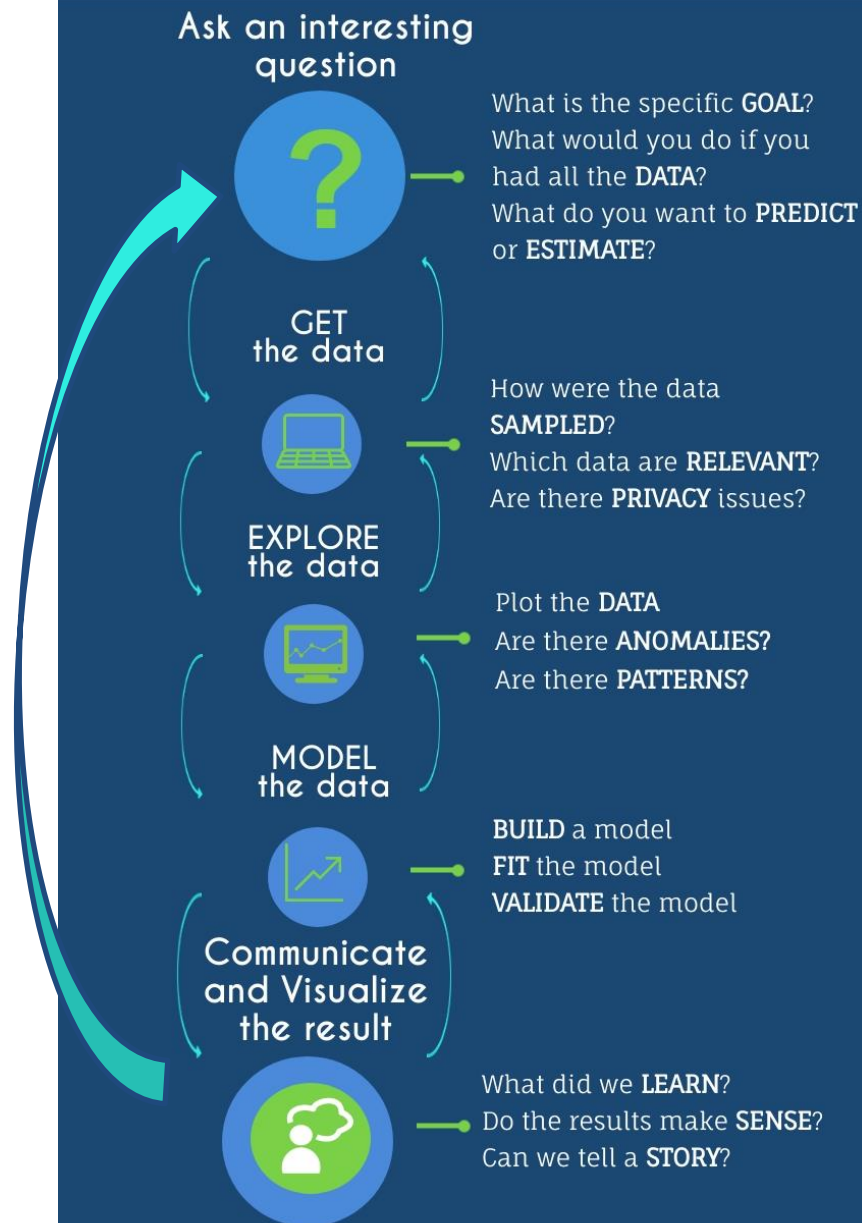 Ask an interesting
question
What is the specific GOAL?
What would you do if you
had all the DATA?
What do you want to PREDICT
or ESTIMATE?
GET
the data
How were the data
SAMPLED?
Which data are RELEVANT?
Are there PRIVACY issues?
EXPLORE
the data
Plot the DATA
Are there ANOMALIES?
Are there PATTERNS?
MODEL
the data
BUILD a model
FIT the model
VALIDATE the model
Communicate
and Visualize
the result
What did we LEARN?
Do the results make SENSE?
Can we tell a STORY?